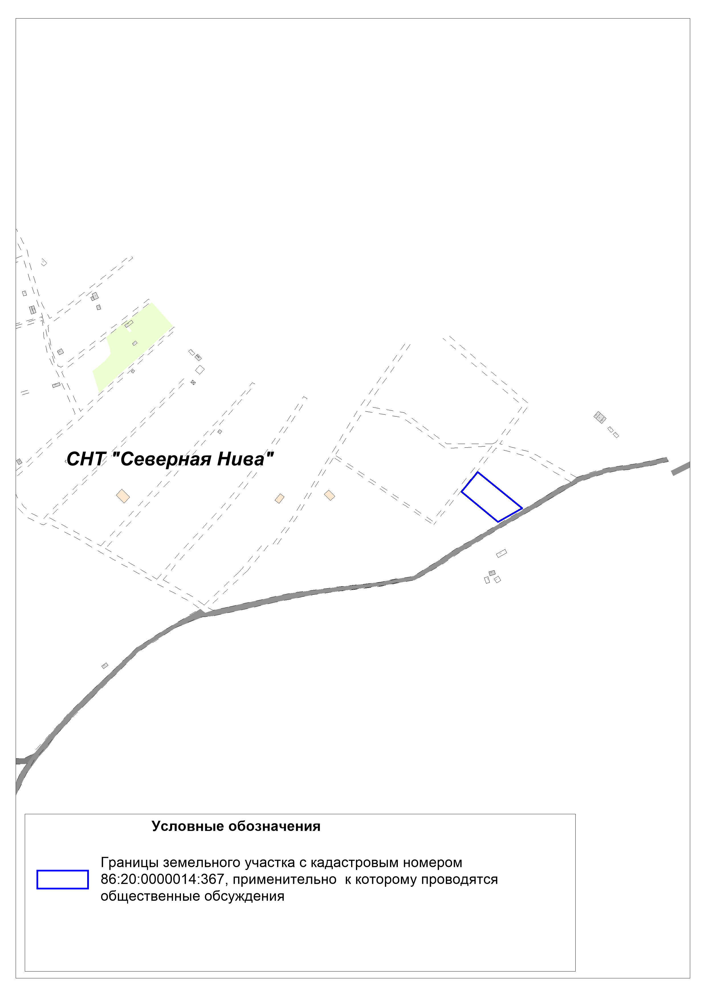 СНТ "Северная Нива"
Условные обозначения
Границы земельного участка с кадастровым номером
86:20:0000014:367, применительно к которому проводятся
общественные обсуждения